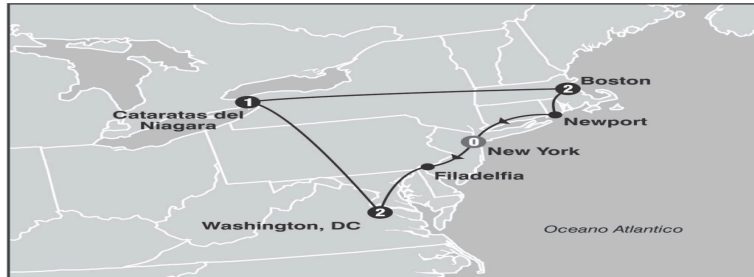 Boston
2
1
Cataratas del
Niagara
Newport
0
New York
Filadelfia
2
Washington, DC
Oceano Atlantico